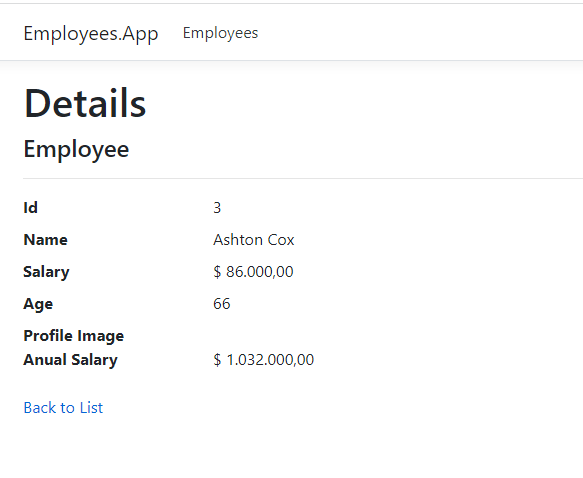 Employees.App Employees
Details
Employee
Id 3
Name Ashton Cox
Salary $ 86.000,00
Age 66
Profile Image
Anual Salary $ 1.032.000,00
Back to List